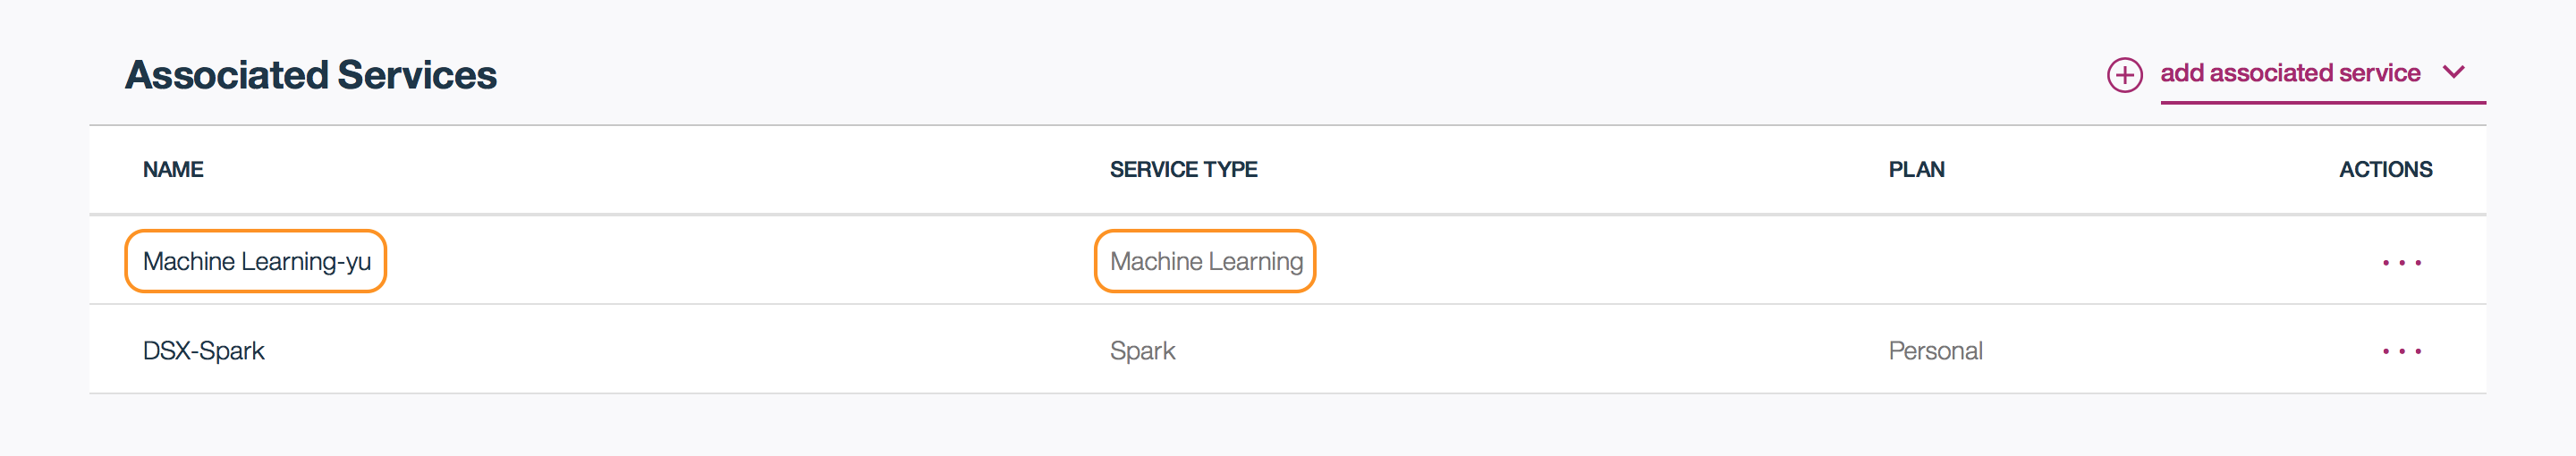 Associated Services
add associated service
NAME SERVICE TYPE PLAN ACTIONS
Machine Learning-yu Machine Learning
DSX-Spark Spark Personal